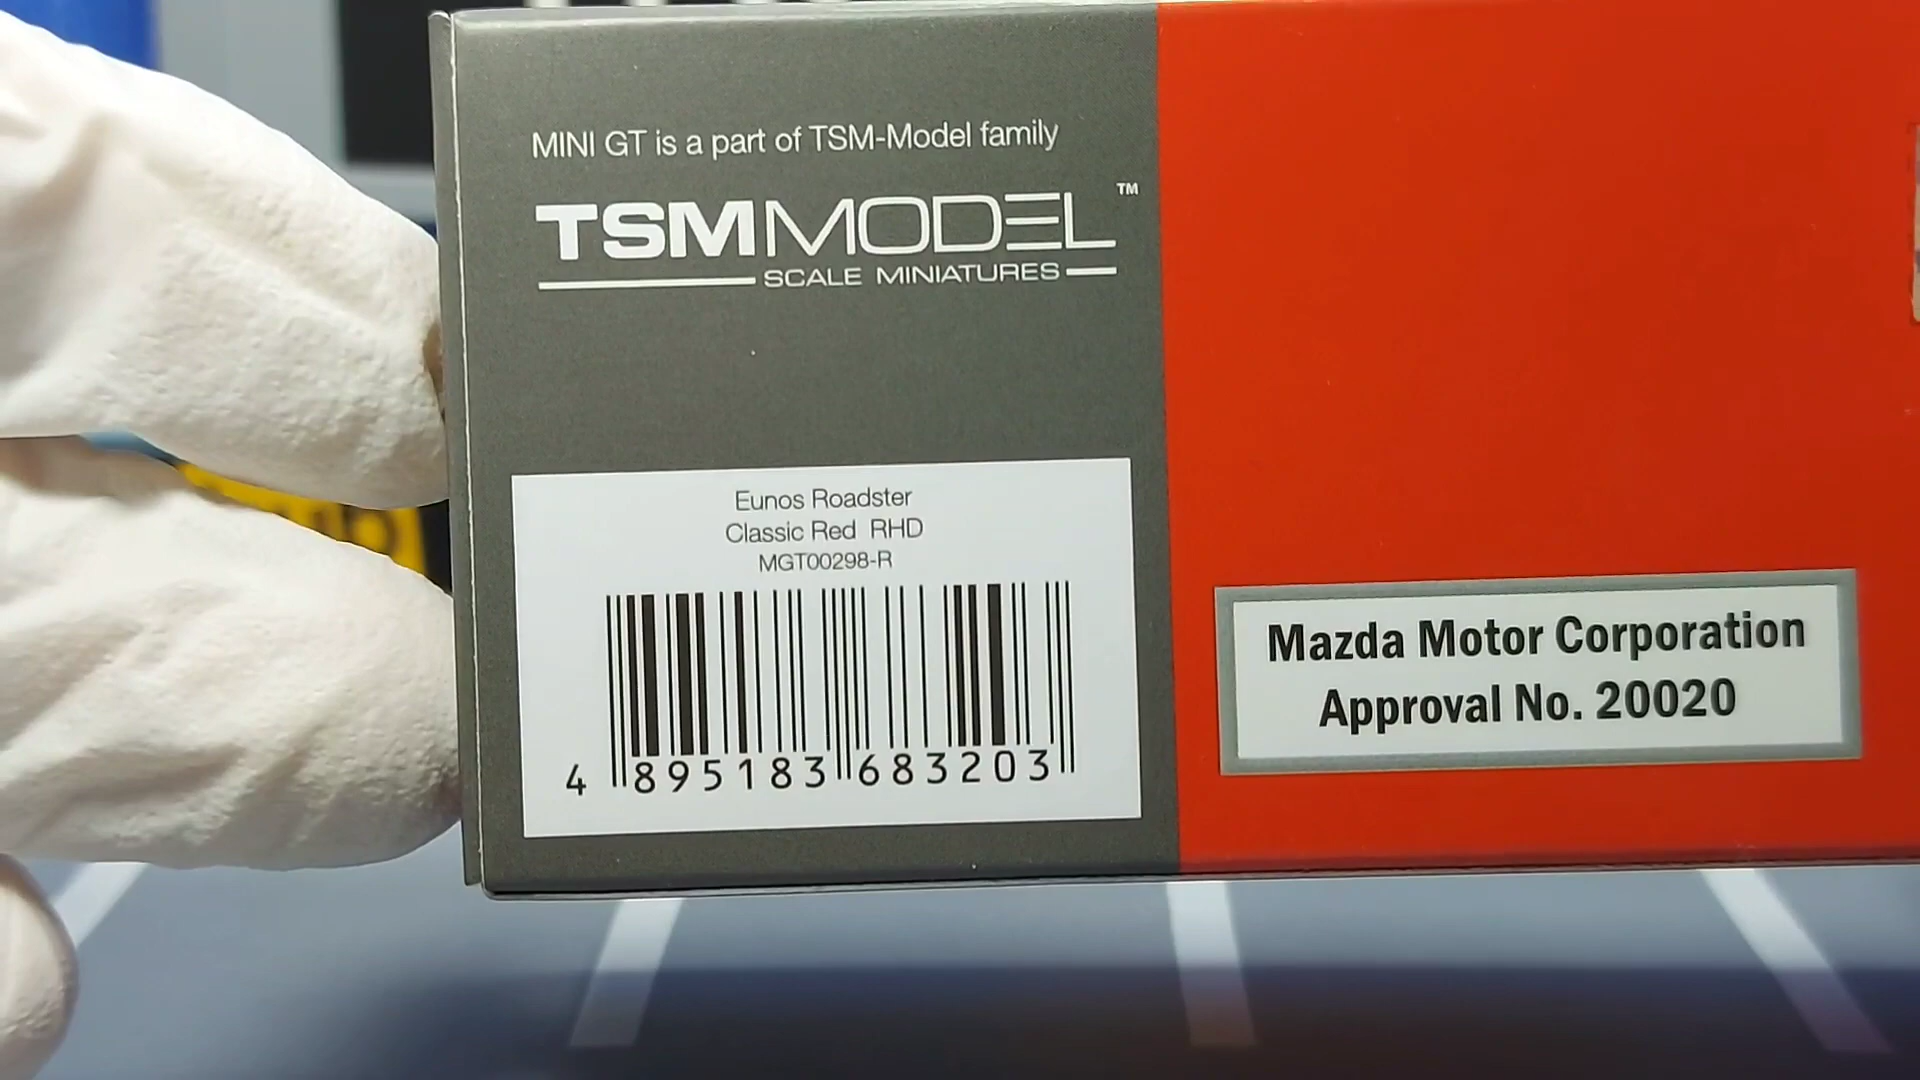 MINI GT is a part of TSM-Model family
TSMMODEL™
SCALE MINIATURES
Eunos Roadster
Classic Red RHD
MGT00298-R
4 895183 683203
Mazda Motor Corporation
Approval No. 20020